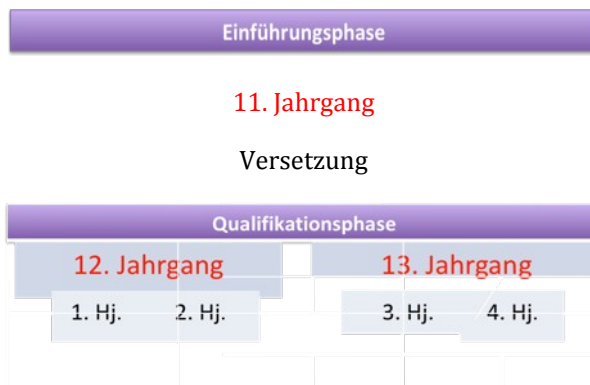 Einführungsphase
11. Jahrgang
Versetzung
Qualifikationsphase
12. Jahrgang 13. Jahrgang
1. Hj. 2. Hj. 3. Hj. 4. Hj.